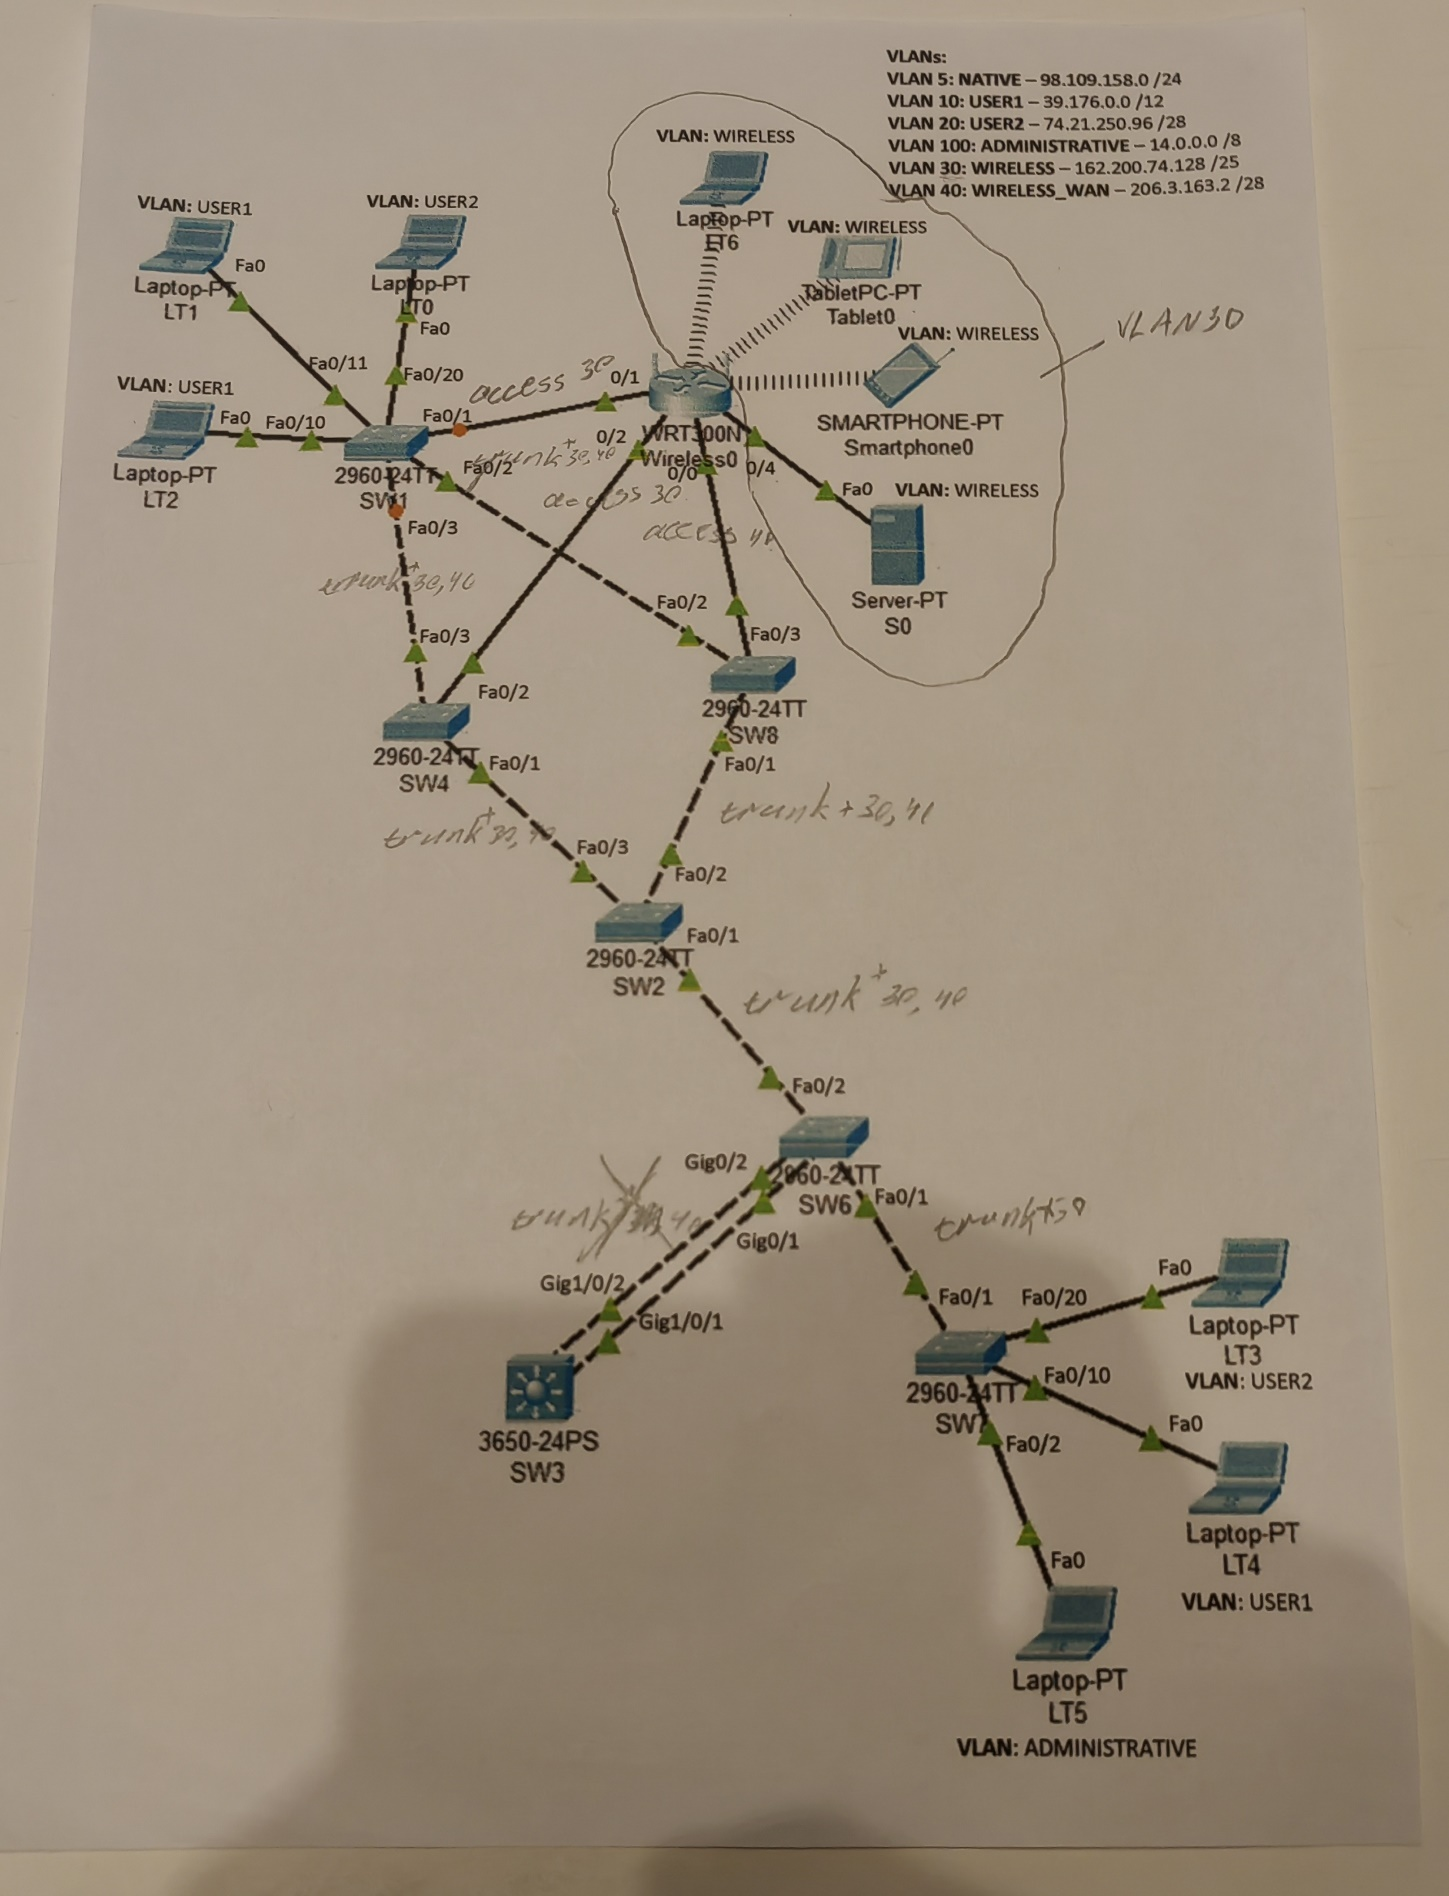 VLANs:
VLAN 5: NATIVE – 98.109.158.0 /24
VLAN 10: USER1 – 39.176.0.0 /12
VLAN 20: USER2 – 74.21.250.96 /28
VLAN 100: ADMINISTRATIVE – 14.0.0.0 /8
VLAN 30: WIRELESS – 162.200.74.128 /25
VLAN 40: WIRELESS_WAN – 206.3.163.2 /28
VLAN: WIRELESS
Laptop-PT
LT6
VLAN: WIRELESS
TabletPC-PT
Tablet0
VLAN 30
VLAN: WIRELESS
SMARTPHONE-PT
Smartphone0
VLAN: USER1
Laptop-PT
LT1
Fa0
VLAN: USER2
Laptop-PT
LT0
Fa0
Fa0/11
Fa0/20
VLAN: USER1
Fa0
Fa0/10
Laptop-PT
LT2
Fa0/1
access 30
0/1
2960-24TT
SW1
Fa0/2
trunk+30,40
0/2
WRT300N
Wireless0
0/0
0/4
Fa0
VLAN: WIRELESS
Server-PT
S0
access 30
access 40
Fa0/3
trunk+30,40
Fa0/3
Fa0/2
Fa0/2
Fa0/3
2960-24TT
SW4
Fa0/1
2960-24TT
SW8
Fa0/1
trunk+30,40
trunk+30,40
Fa0/3
Fa0/2
2960-24TT
SW2
Fa0/1
trunk+30,40
Fa0/2
2960-24TT
SW6
Gig0/2
Gig0/1
Fa0/1
trunk
40
trunk+30
Gig1/0/2
Gig1/0/1
3650-24PS
SW3
Fa0/1
Fa0/20
Fa0
Laptop-PT
LT3
VLAN: USER2
2960-24TT
SW7
Fa0/10
Fa0
Laptop-PT
LT4
VLAN: USER1
Fa0/2
Fa0
Laptop-PT
LT5
VLAN: ADMINISTRATIVE